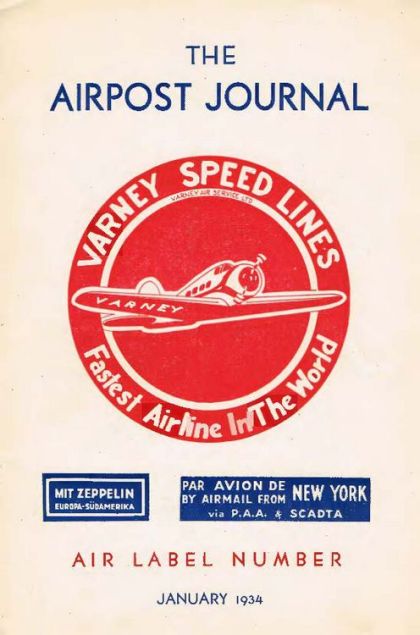 THE
AIRPOST JOURNAL
VARNEY SPEED LINES
VARNEY AIR SERVICE LTD
VARNEY
Fastest Airline In The World
MIT ZEPPELIN
EUROPA-SÜDAMERIKA
PAR AVION DE
BY AIRMAIL FROM NEW YORK
via P.A.A. & SCADTA
AIR LABEL NUMBER
JANUARY 1934